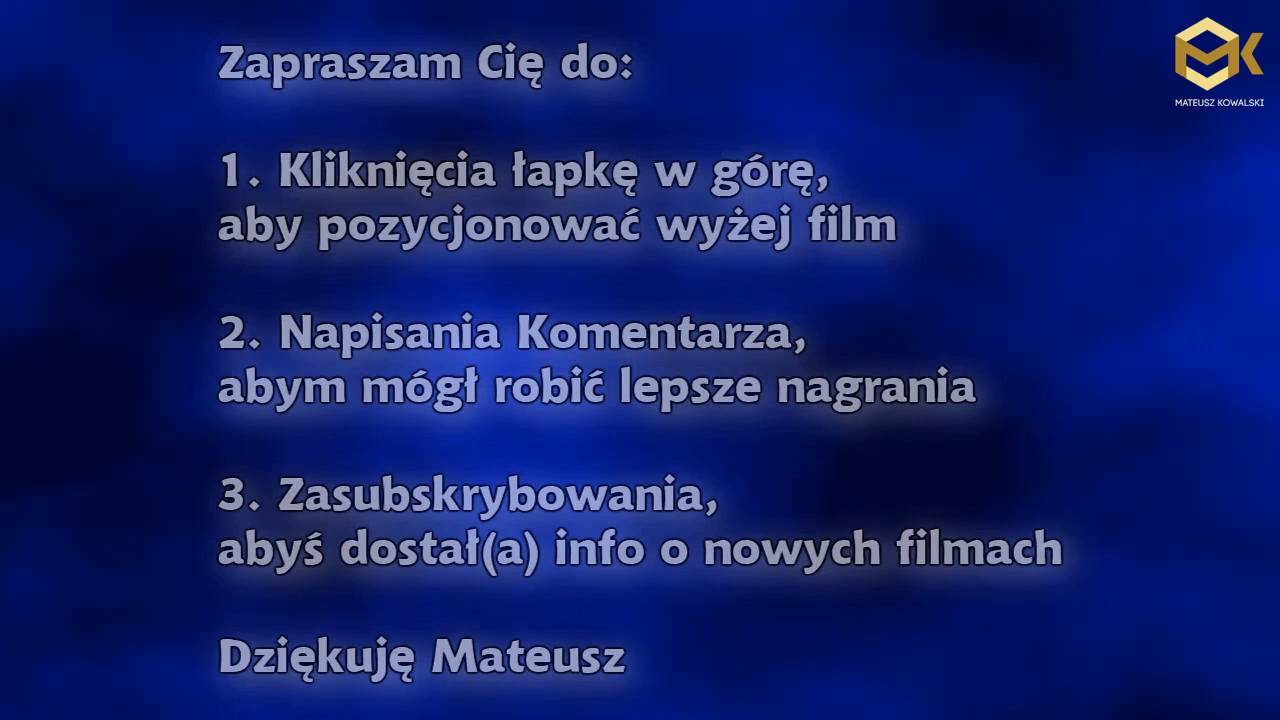 Zapraszam Cię do:
1. Kliknięcia łapkę w górę,
aby pozycjonować wyżej film
2. Napisania Komentarza,
abym mógł robić lepsze nagrania
3. Zasubskrybowania,
abyś dostał(a) info o nowych filmach
Dziękuję Mateusz
MK
MATEUSZ KOWALSKI